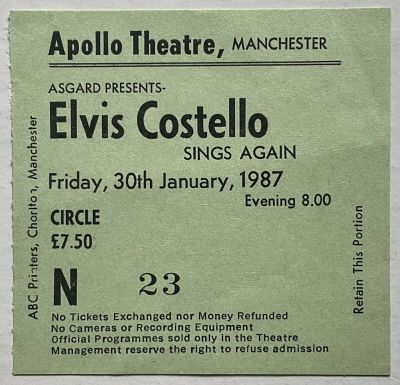 Apollo Theatre, MANCHESTER
ASGARD PRESENTS-
Elvis Costello
SINGS AGAIN
Friday, 30th January, 1987
Evening 8.00
CIRCLE
£7.50
N 23
No Tickets Exchanged nor Money Refunded
No Cameras or Recording Equipment
Official Programmes sold only in the Theatre
Management reserve the right to refuse admission
ABC Printers, Chorlton, Manchester
Retain This Portion